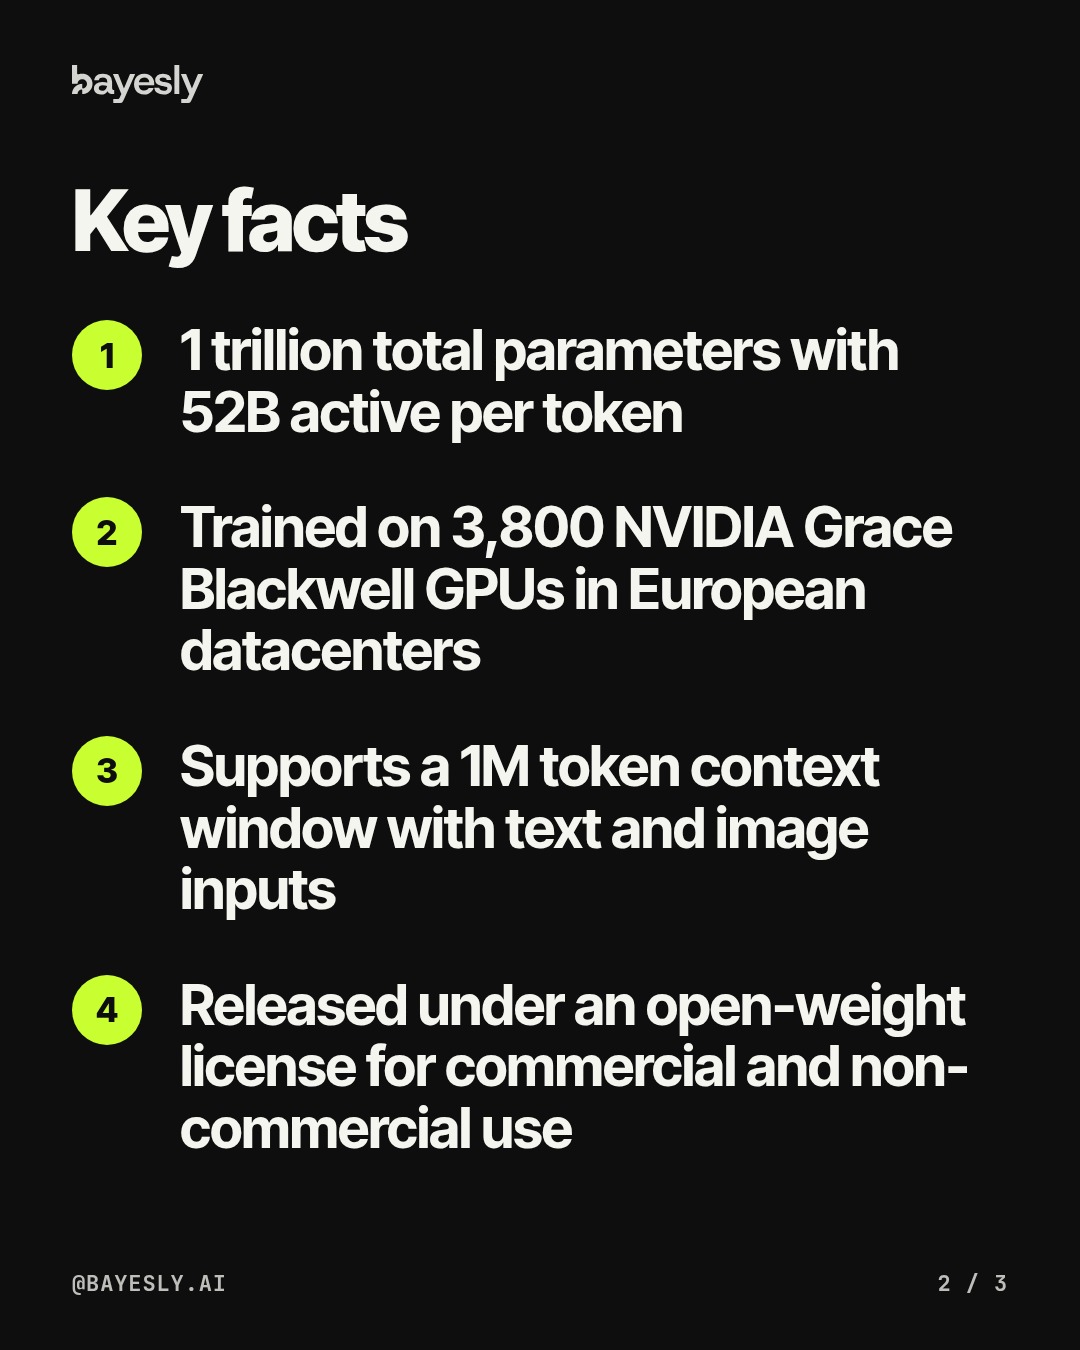 bayesly
Key facts
1
1 trillion total parameters with
52B active per token
2
Trained on 3,800 NVIDIA Grace
Blackwell GPUs in European
datacenters
3
Supports a 1M token context
window with text and image
inputs
4
Released under an open-weight
license for commercial and non-
commercial use
@BAYESLY.AI
2 / 3